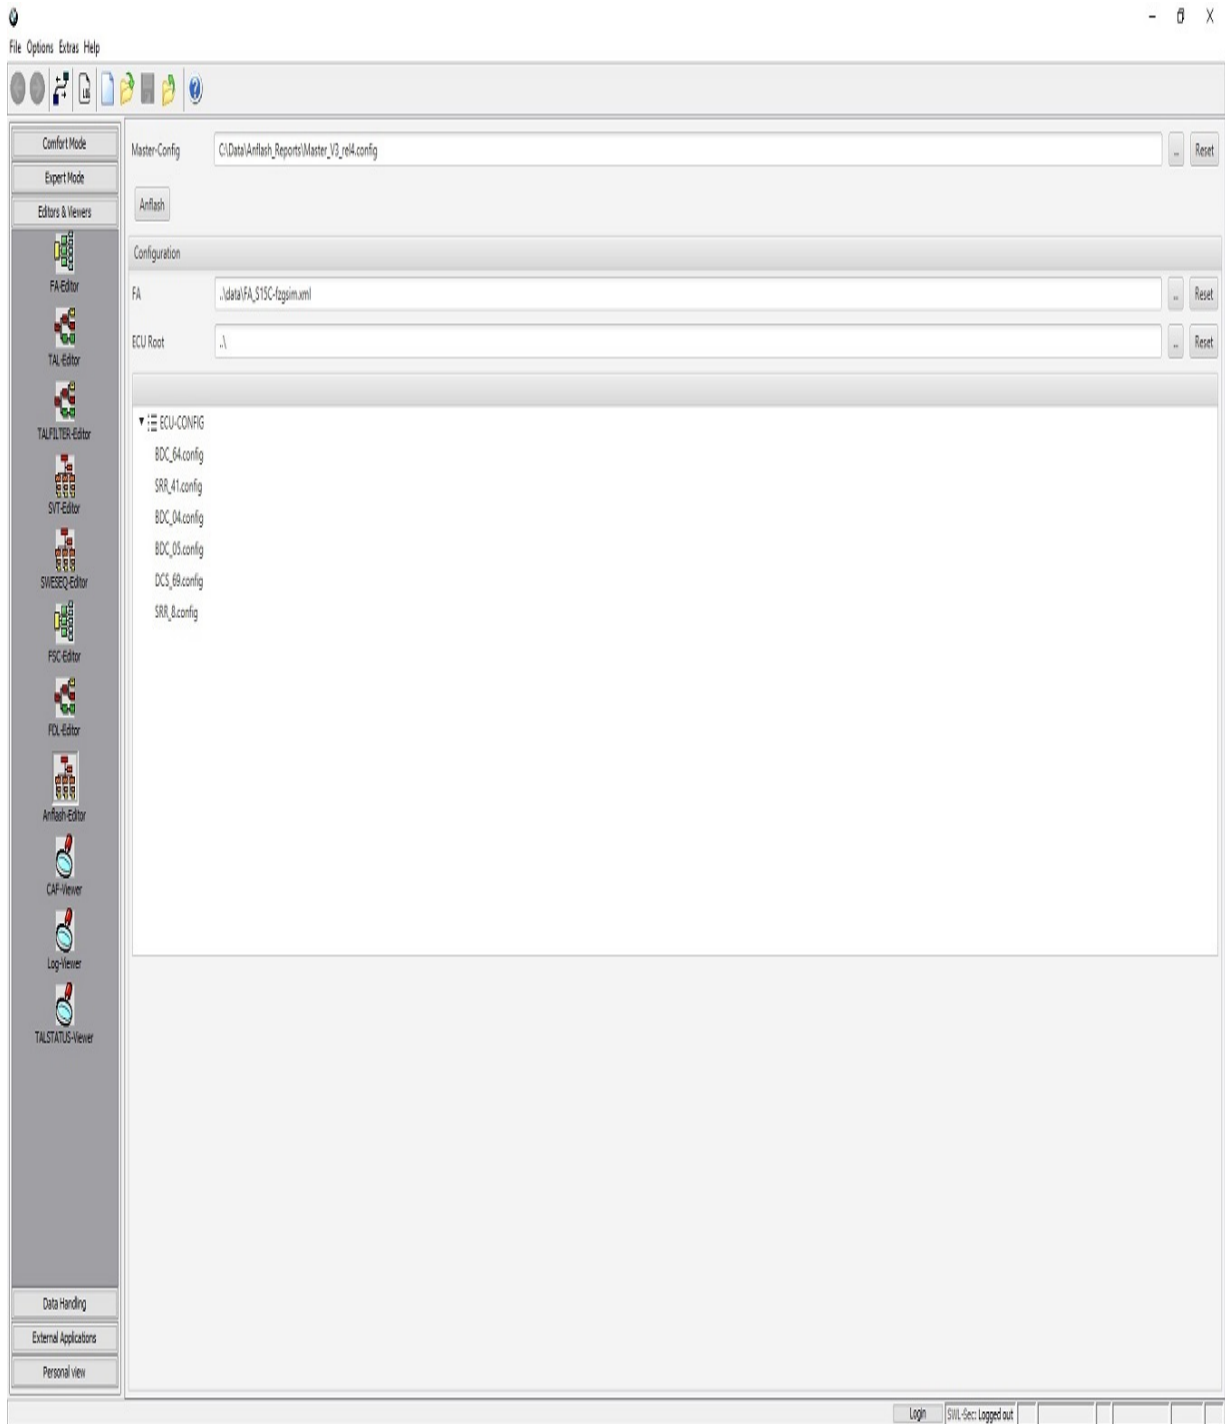 File Options Extras Help
Comfort Mode
Expert Mode
Editors & Viewers
FA-Editor
TAL-Editor
TALFILTER-Editor
SVT-Editor
SWESEQ-Editor
FSC-Editor
FDL-Editor
Anflash-Editor
CAF-Viewer
Log-Viewer
TALSTATUS-Viewer
Data Handling
External Applications
Personal view
Master-Config C:\Data\Anflash_Reports\Master_V3_rel4.config ... Reset
Anflash
Configuration
FA ..\data\FA_S15C-fzgsim.xml ... Reset
ECU Root ..\ ... Reset
ECU-CONFIG
BDC_64.config
SRR_41.config
BDC_04.config
BDC_05.config
DCS_69.config
SRR_8.config
Login SWL-Sec: Logged out